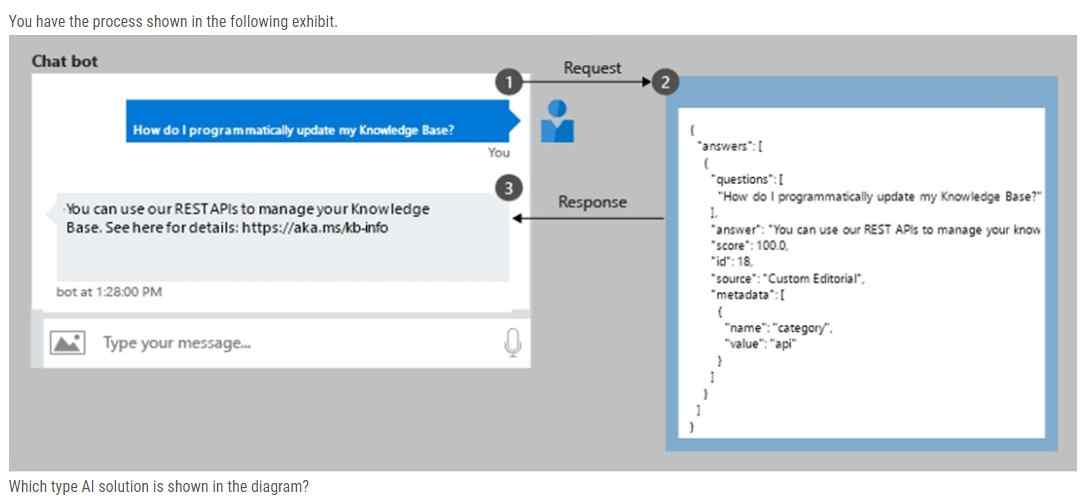 You have the process shown in the following exhibit.
Chat bot
1
Request
2
How do I programmatically update my Knowledge Base?
You
3
Response
You can use our REST APIs to manage your Knowledge
Base. See here for details: https://aka.ms/kb-info
bot at 1:28:00 PM
Type your message...
{
"answers": [
{
"questions": [
"How do I programmatically update my Knowledge Base?"
],
"answer": "You can use our REST APIs to manage your know
"score": 100.0,
"id": 18,
"source": "Custom Editorial",
"metadata": [
{
"name": "category",
"value": "api"
}
]
}
]
}
Which type AI solution is shown in the diagram?